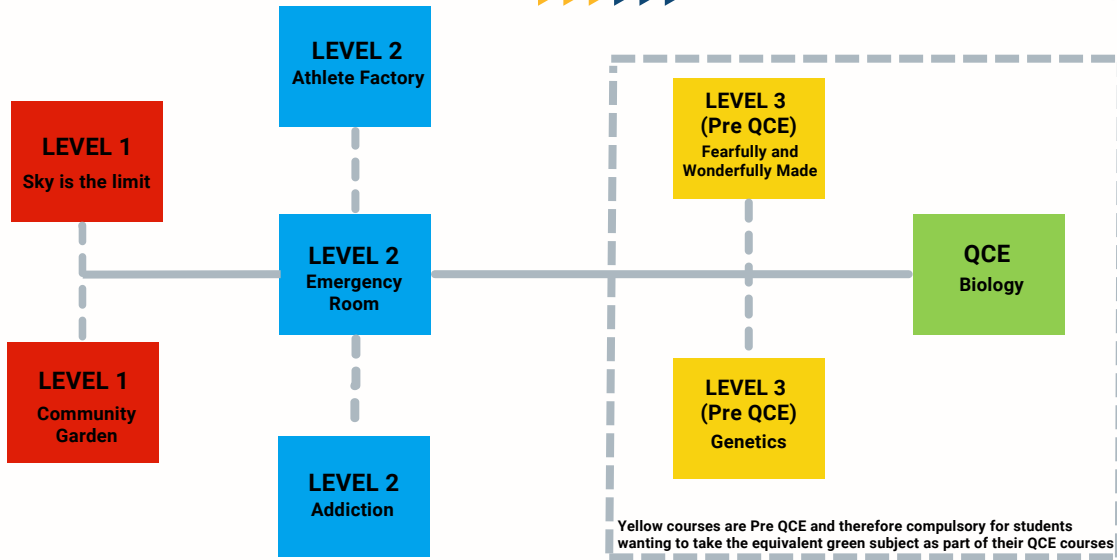 LEVEL 1
Sky is the limit
LEVEL 1
Community
Garden
LEVEL 2
Athlete Factory
LEVEL 2
Emergency
Room
LEVEL 2
Addiction
LEVEL 3
(Pre QCE)
Fearfully and
Wonderfully Made
LEVEL 3
(Pre QCE)
Genetics
QCE
Biology
Yellow courses are Pre QCE and therefore compulsory for students
wanting to take the equivalent green subject as part of their QCE courses